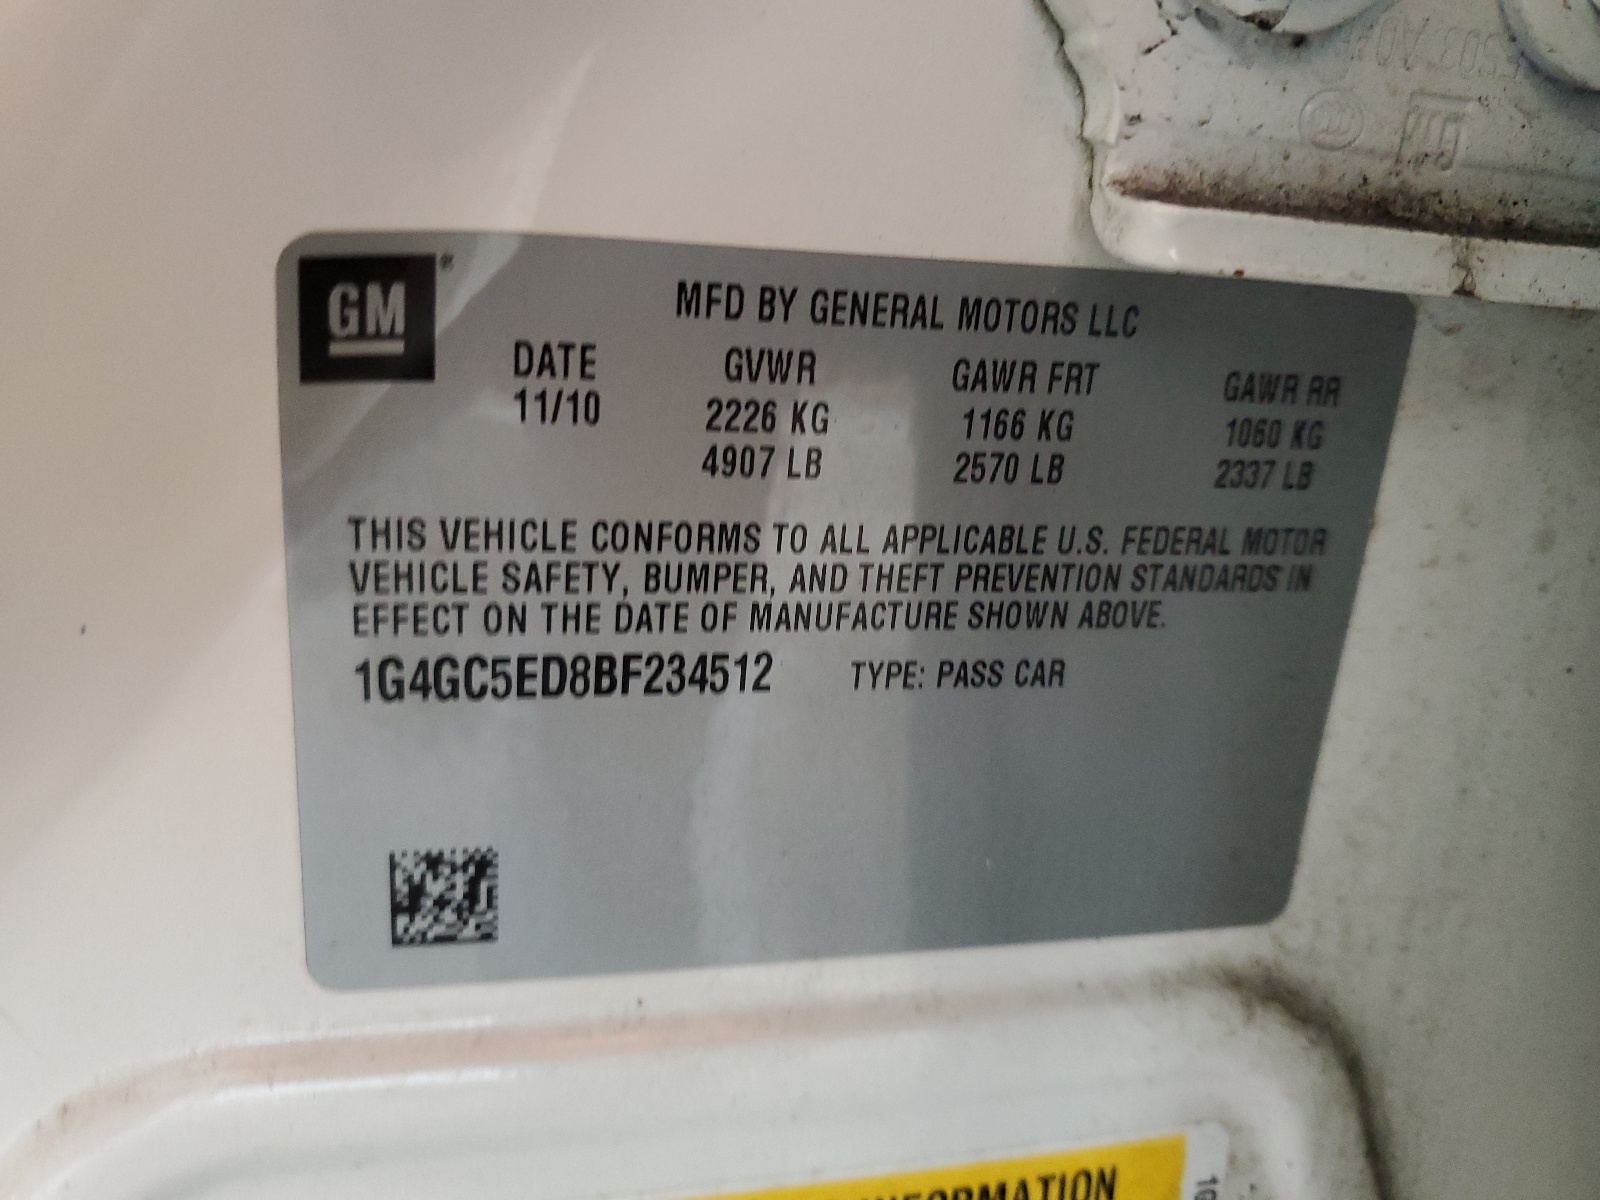 GM®
MFD BY GENERAL MOTORS LLC
DATE GVWR GAWR FRT GAWR RR
11/10 2226 KG 1166 KG 1060 KG
4907 LB 2570 LB 2337 LB
THIS VEHICLE CONFORMS TO ALL APPLICABLE U.S. FEDERAL MOTOR
VEHICLE SAFETY, BUMPER, AND THEFT PREVENTION STANDARDS IN
EFFECT ON THE DATE OF MANUFACTURE SHOWN ABOVE.
1G4GC5ED8BF234512 TYPE: PASS CAR